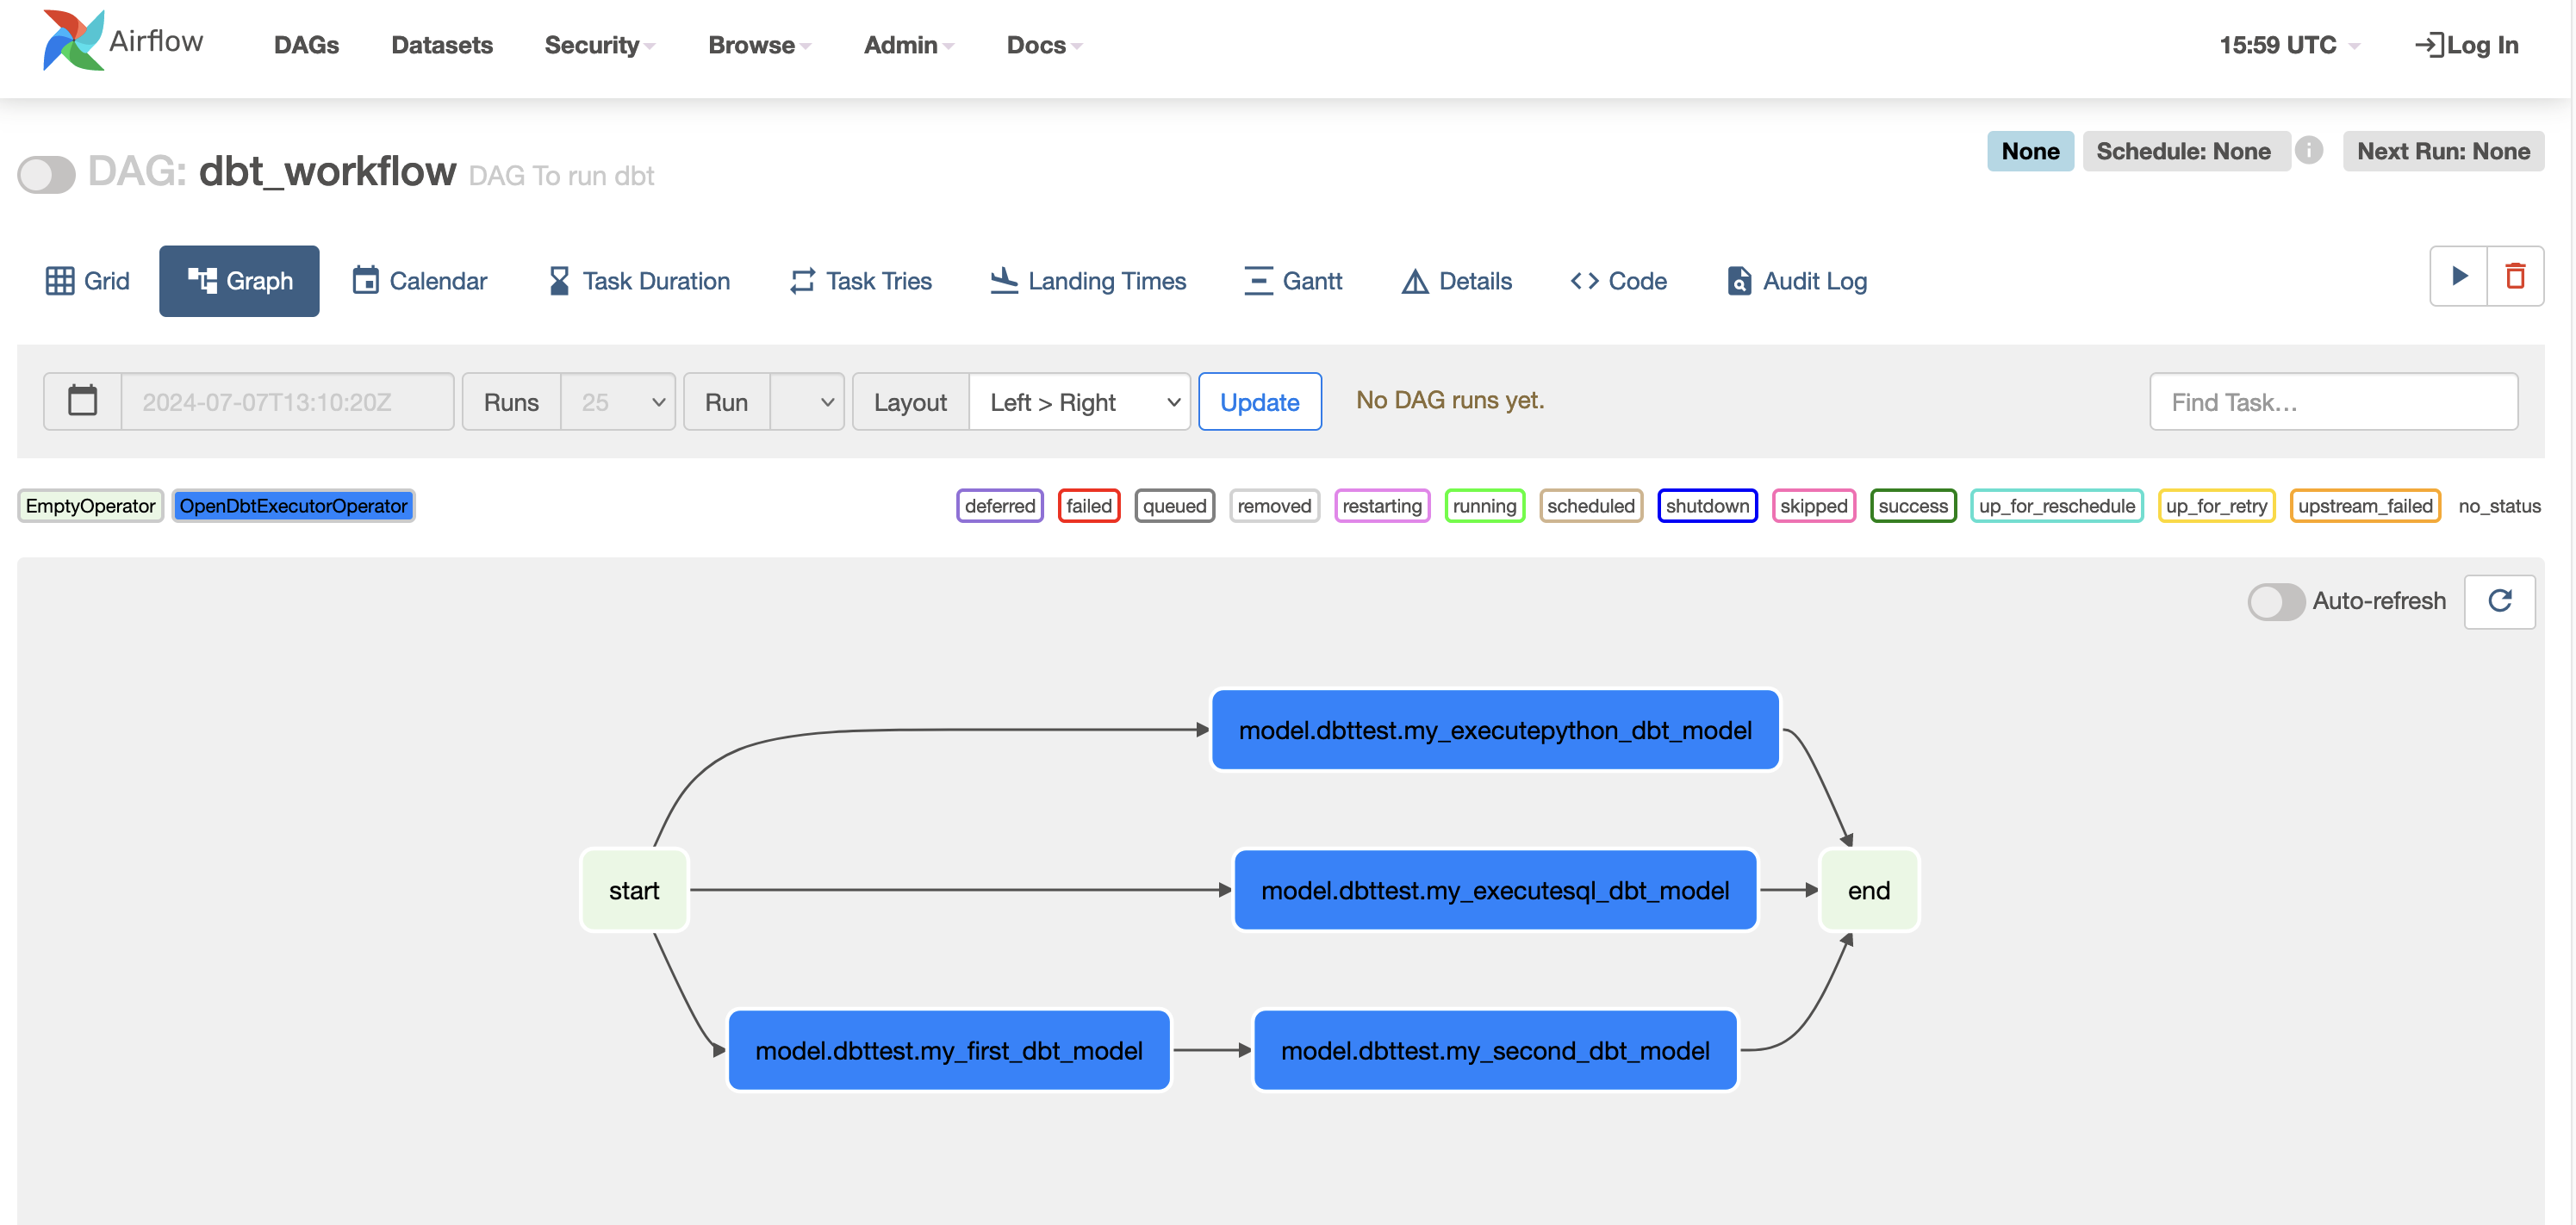 Airflow DAGs Datasets Security Browse Admin Docs 15:59 UTC Log In
DAG: dbt_workflow DAG To run dbt None Schedule: None Next Run: None
Grid Graph Calendar Task Duration Task Tries Landing Times Gantt Details Code Audit Log
2024-07-07T13:10:20Z Runs 25 Run Layout Left > Right Update No DAG runs yet. Find Task…
EmptyOperator OpenDbtExecutorOperator deferred failed queued removed restarting running scheduled shutdown skipped success up_for_reschedule up_for_retry upstream_failed no_status
Auto-refresh
model.dbttest.my_executepython_dbt_model
start model.dbttest.my_executesql_dbt_model end
model.dbttest.my_first_dbt_model model.dbttest.my_second_dbt_model